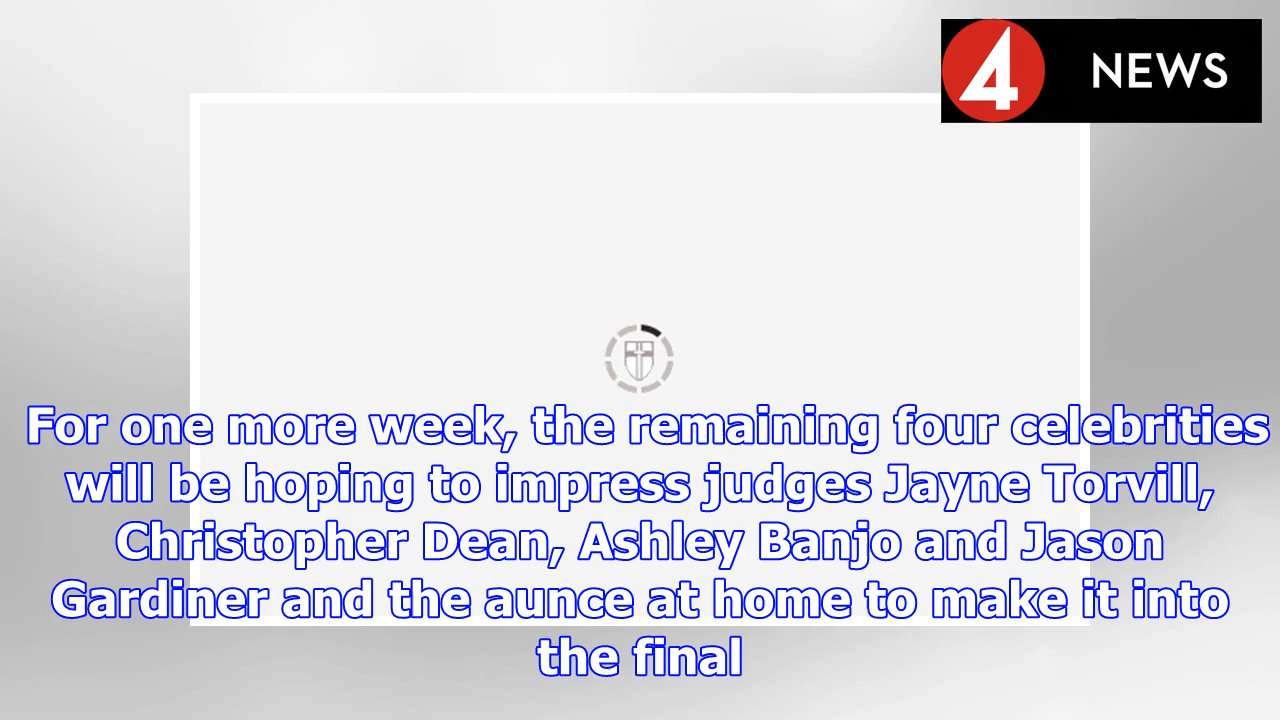 4 NEWS
For one more week, the remaining four celebrities
will be hoping to impress judges Jayne Torvill,
Christopher Dean, Ashley Banjo and Jason
Gardiner and the aunce at home to make it into
the final